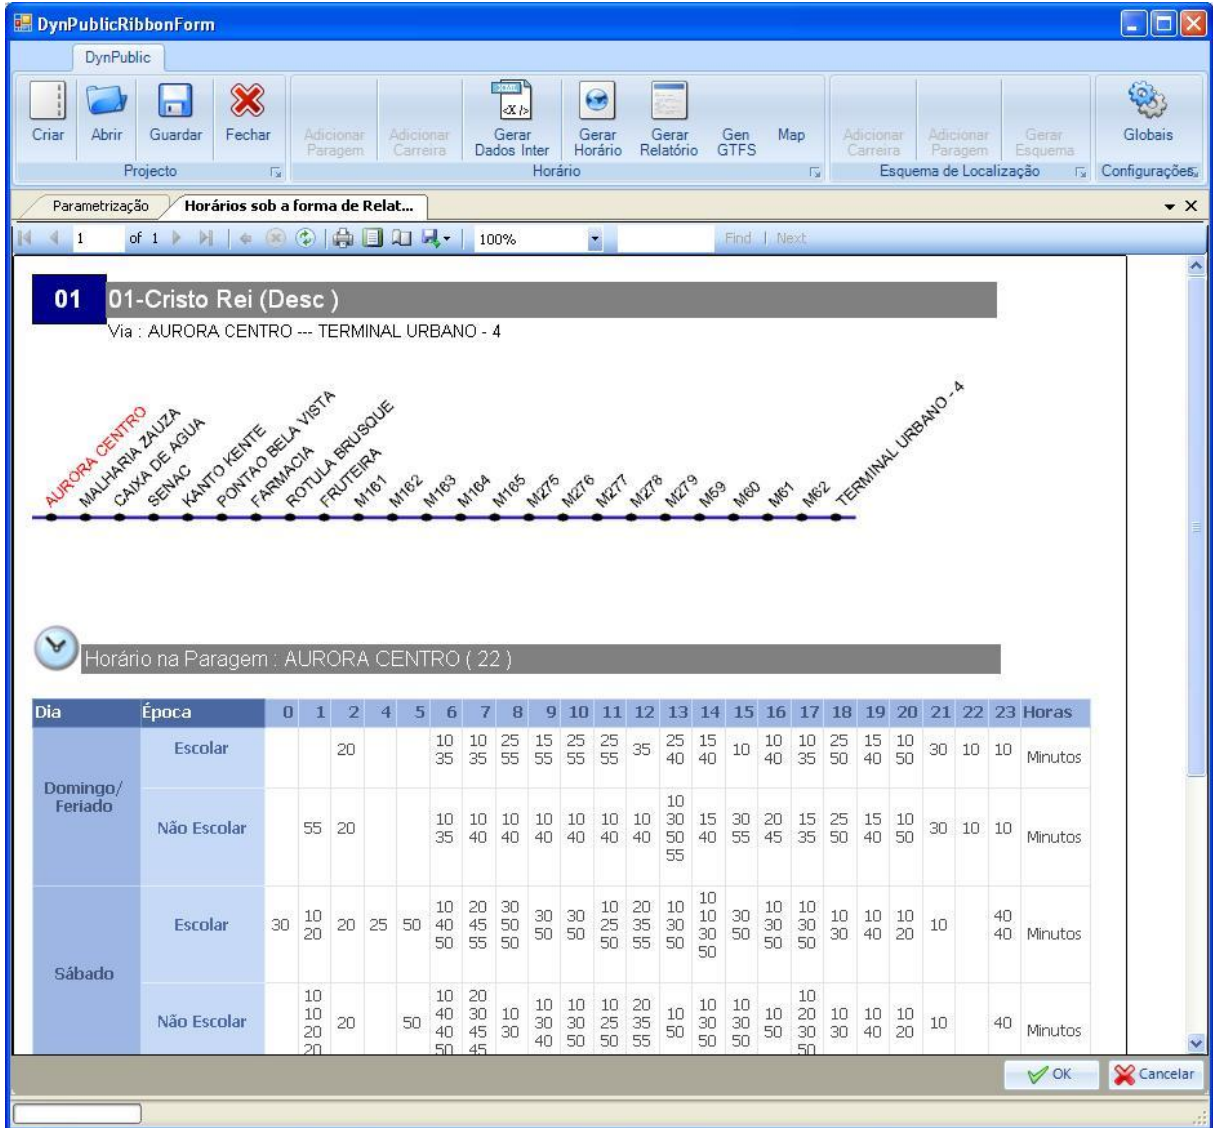 DynPublicRibbonForm
DynPublic
Criar Abrir Guardar Fechar Adicionar Paragem Adicionar Carreira XML <X /> Gerar Dados Inter Gerar Horário Gerar Relatório Gen GTFS Map Adicionar Carreira Adicionar Paragem Gerar Esquema Globais
Projecto Horário Esquema de Localização Configurações
Parametrização Horários sob a forma de Relat...
1 of 1 100% Find | Next
01 01-Cristo Rei (Desc )
Via : AURORA CENTRO --- TERMINAL URBANO - 4
AURORA CENTRO
MALHARIA ZAUZA
CAIXA DE AGUA
SENAC
KANTO KENTE
PONTAO BELA VISTA
FARMACIA
ROTULA BRUSQUE
FRUTEIRA
M161
M162
M163
M164
M165
M275
M276
M277
M278
M279
M59
M60
M61
M62
TERMINAL URBANO - 4
Horário na Paragem : AURORA CENTRO ( 22 )
Dia Época 0 1 2 4 5 6 7 8 9 10 11 12 13 14 15 16 17 18 19 20 21 22 23 Horas
Domingo/
Feriado
Escolar
10 10 25 15 25 25 25 15 10 10 25 15 10
20 35 10 30 10 10
35 35 55 55 55 55 40 40 40 35 50 40 50
Minutos
Não Escolar
10
10 10 10 10 10 10 10 30 15 30 20 15 25 15 10
55 20 30 10 10
35 40 40 40 40 40 40 50 40 55 45 35 50 40 50
55
Minutos
Sábado
Escolar
10
10 20 30 10 20 10 10 10 10
30 10 20 20 25 50 40 45 50 30 50 30 50 25 35 30 30 30 50 30 30 10 30 10 40 10 20 10 40 40
50 55 50 50 55 50 50 50 50
Minutos
Não Escolar
10 10 20 10
10 40 30 10 10 10 10 20 10 10 10 10 20 10 10 10
20 20 50 40 45 30 30 30 25 35 50 30 30 50 30 30 40 20 10 40
20 50 45 40 50 50 55 50 50 50
Minutos
OK Cancelar